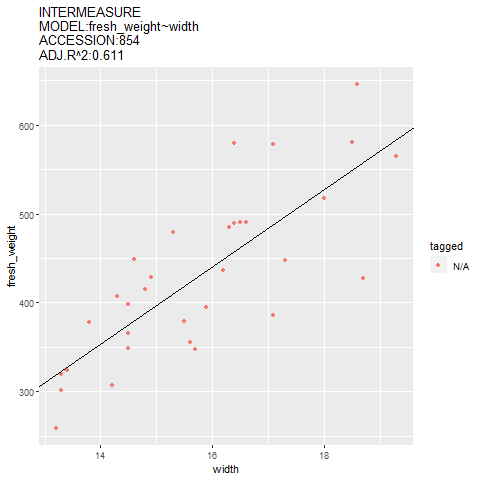 INTERMEASURE
MODEL:fresh_weight~width
ACCESSION:854
ADJ.R^2:0.611
600
500
400
300
fresh_weight
14 16 18
width
tagged
N/A